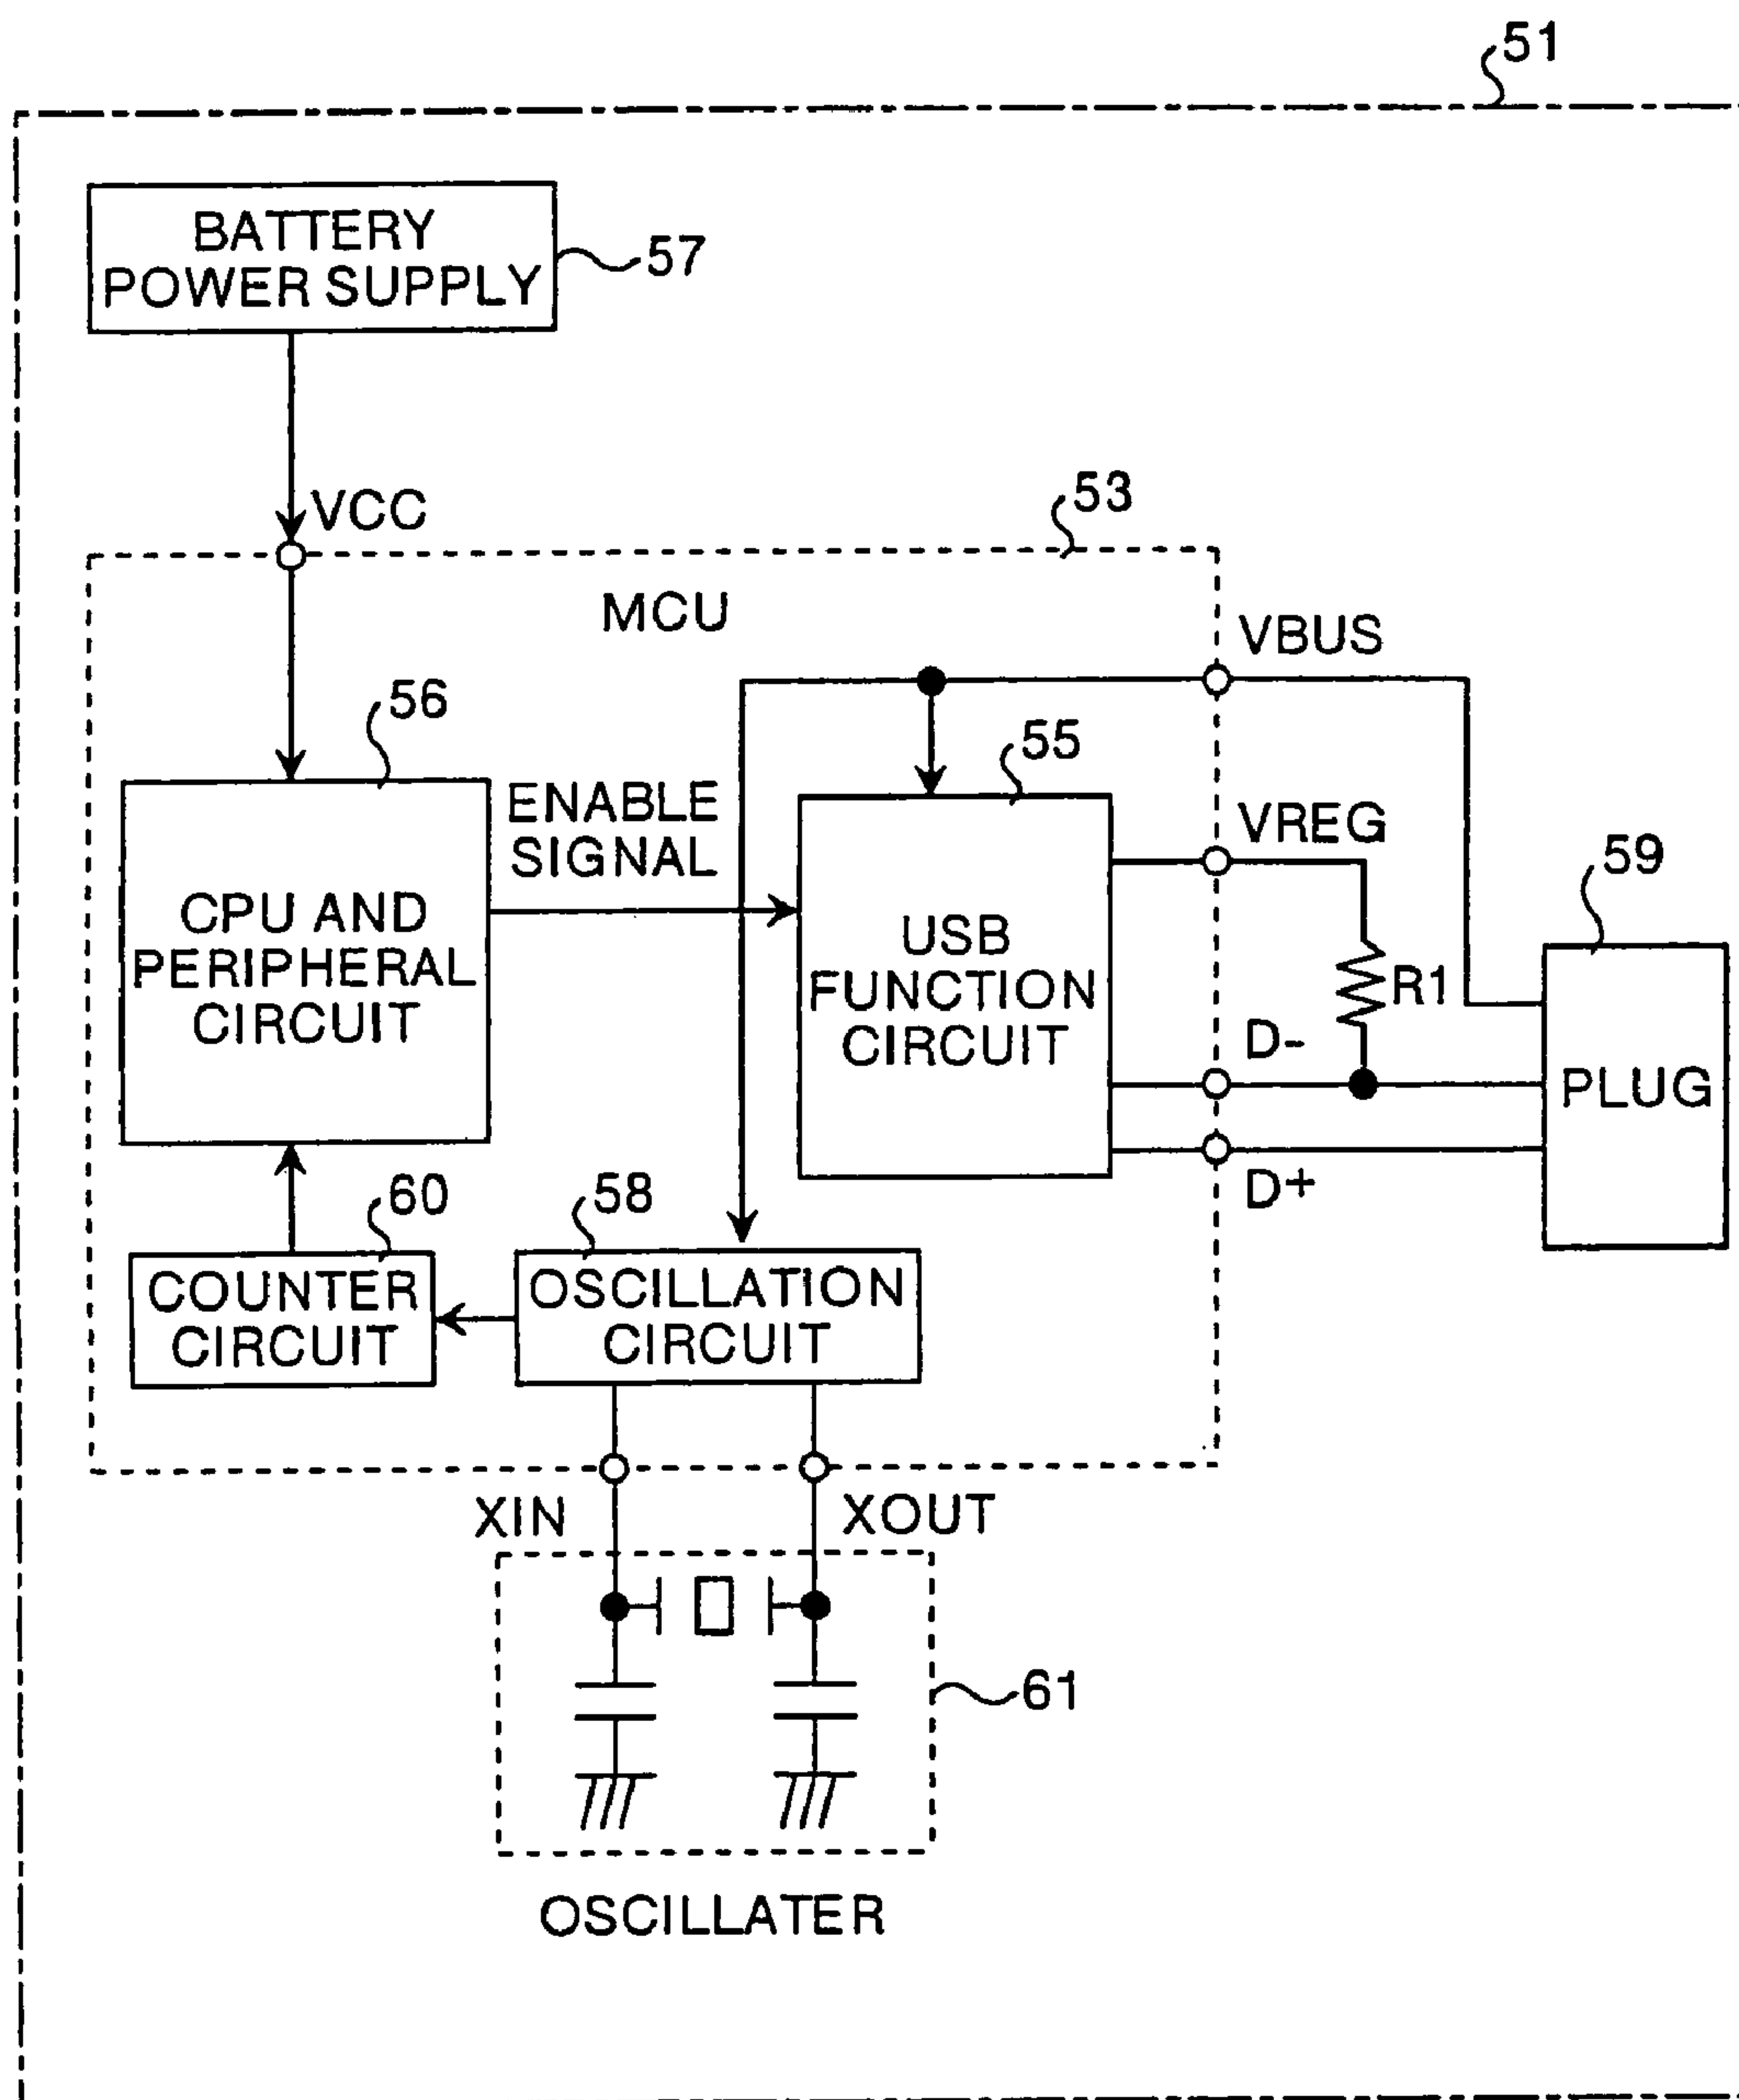 51
BATTERY
POWER SUPPLY
57
VCC
53
MCU
VBUS
56
55
ENABLE
SIGNAL
VREG
59
CPU AND
PERIPHERAL
CIRCUIT
USB
FUNCTION
CIRCUIT
R1
D-
PLUG
D+
60
58
COUNTER
CIRCUIT
OSCILLATION
CIRCUIT
XIN
XOUT
61
OSCILLATER